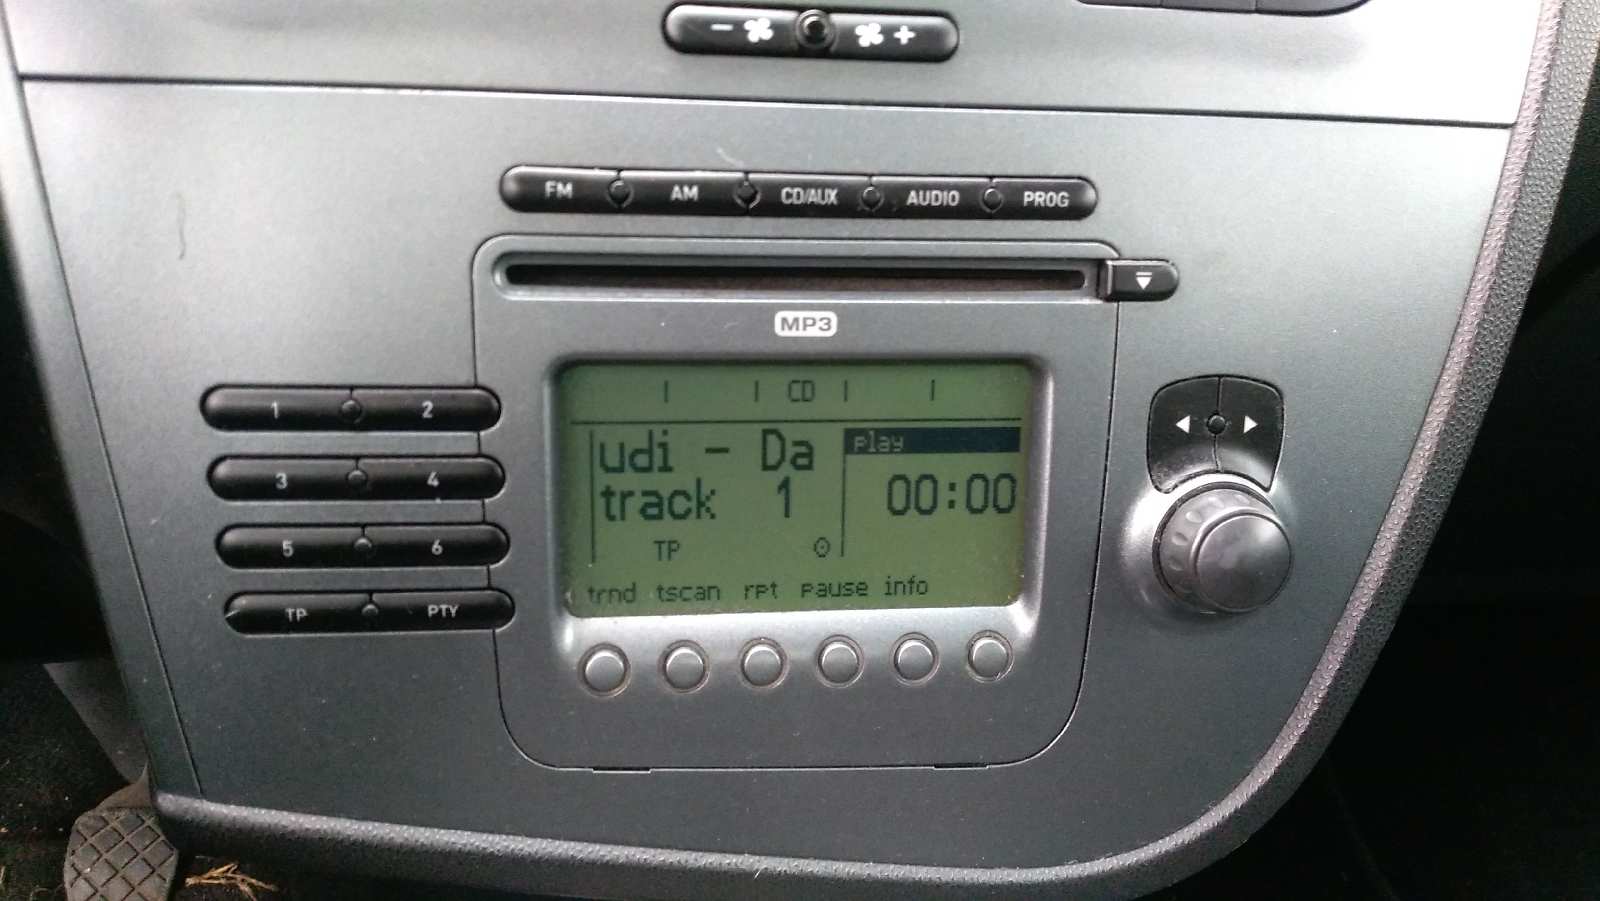 - +
FM AM CD/AUX AUDIO PROG
MP3
CD
udi - Da play
track 1 00:00
TP
trnd tscan rpt pause info
1 2
3 4
5 6
TP PTY